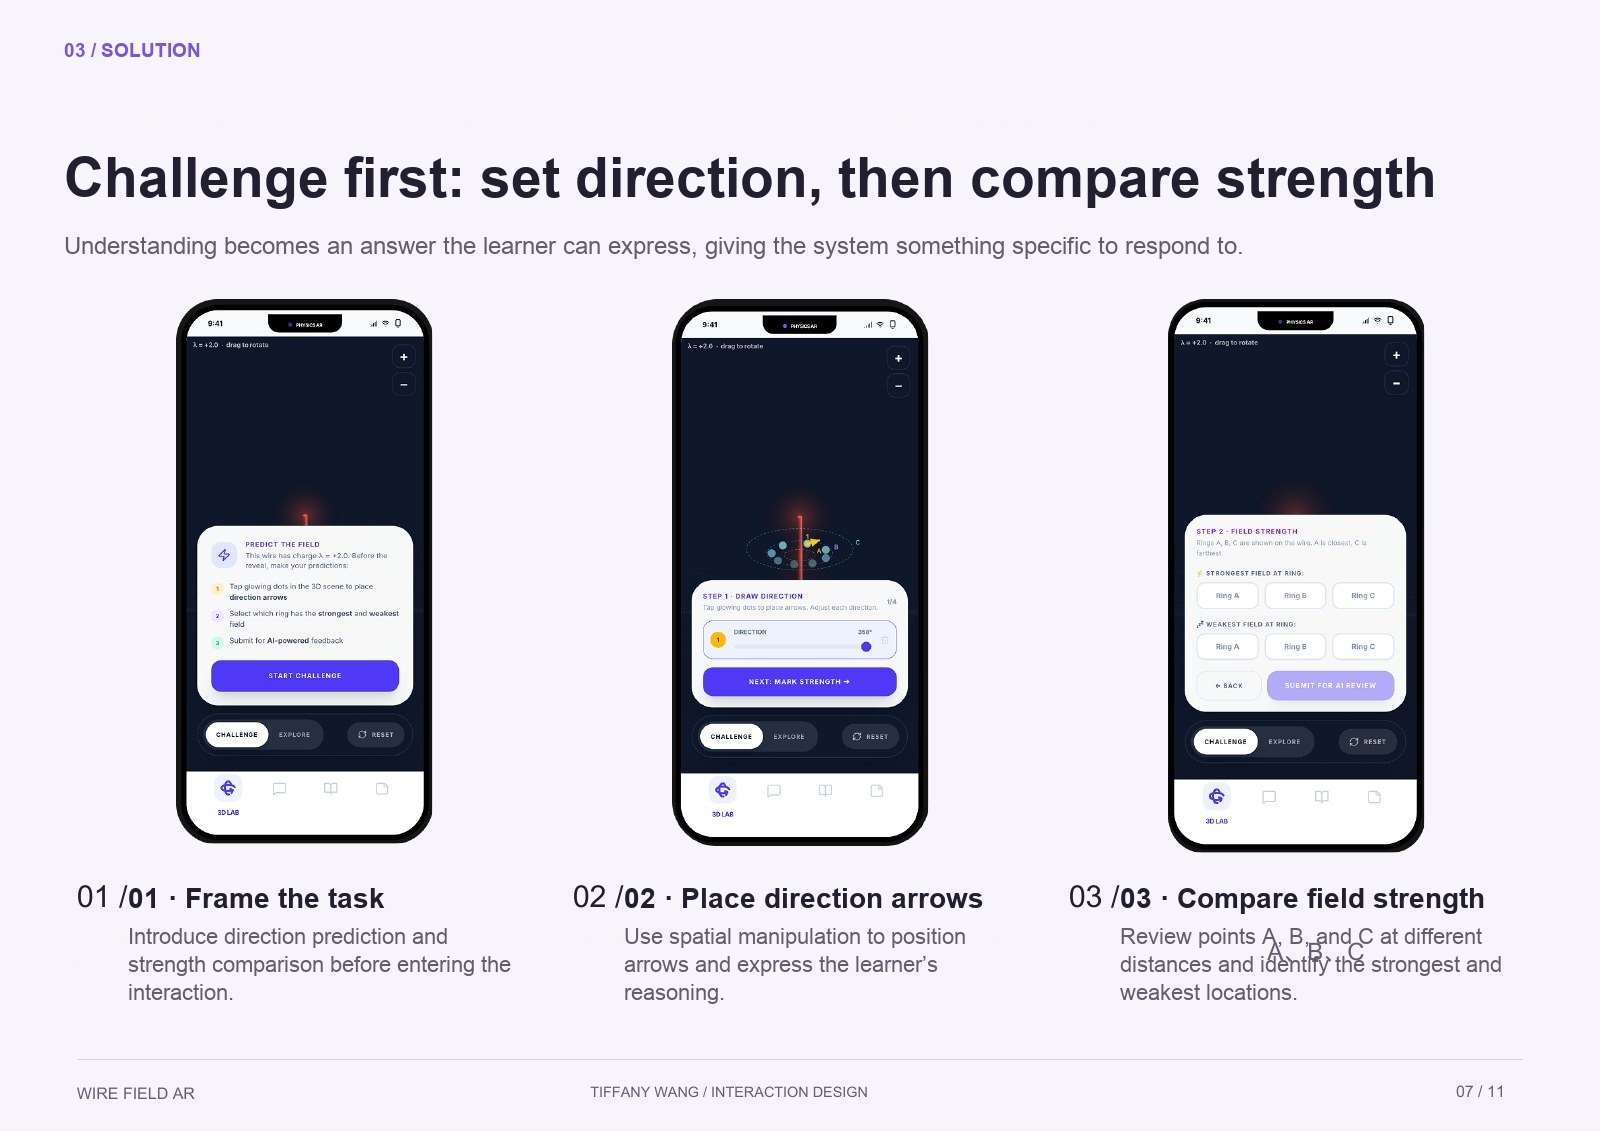 03 / SOLUTION
Challenge first: set direction, then compare strength
Understanding becomes an answer the learner can express, giving the system something specific to respond to.
9:41
PHYSICS AR
λ = +2.0 · drag to rotate
+
−
PREDICT THE FIELD
This wire has charge λ = +2.0. Before the
reveal, make your predictions:
1 Tap glowing dots in the 3D scene to place
direction arrows
2 Select which ring has the strongest and weakest
field
3 Submit for AI-powered feedback
START CHALLENGE
CHALLENGE EXPLORE RESET
3D LAB
9:41
PHYSICS AR
λ = +2.0 · drag to rotate
+
−
1
A B C
STEP 1 · DRAW DIRECTION
Tap glowing dots to place arrows. Adjust each direction. 1/4
1 DIRECTION 358°
NEXT: MARK STRENGTH →
CHALLENGE EXPLORE RESET
3D LAB
9:41
PHYSICS AR
λ = +2.0 · drag to rotate
+
−
STEP 2 · FIELD STRENGTH
Rings A, B, C are shown on the wire. A is closest, C is
farthest.
⚡ STRONGEST FIELD AT RING:
Ring A Ring B Ring C
WEAKEST FIELD AT RING:
Ring A Ring B Ring C
← BACK SUBMIT FOR AI REVIEW
CHALLENGE EXPLORE RESET
3D LAB
01 /01 · Frame the task
Introduce direction prediction and
strength comparison before entering the
interaction.
02 /02 · Place direction arrows
Use spatial manipulation to position
arrows and express the learner’s
reasoning.
03 /03 · Compare field strength
Review points A, B, and C at different
A、B、C
distances and identify the strongest and
weakest locations.
WIRE FIELD AR
TIFFANY WANG / INTERACTION DESIGN
07 / 11